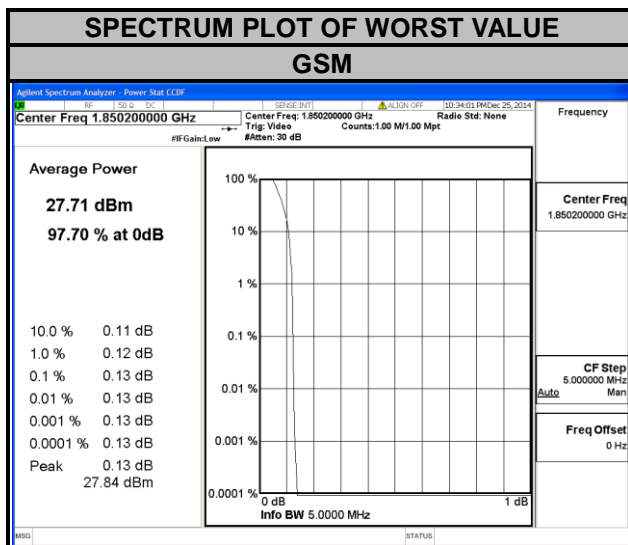 SPECTRUM PLOT OF WORST VALUE
GSM
Agilent Spectrum Analyzer - Power Stat CCDF
RF 50 Ω DC SENSE:INT ALIGN OFF 10:34:01 PMDec 25, 2014
Center Freq 1.850200000 GHz
Center Freq: 1.850200000 GHz Radio Std: None
Trig: Video Counts:1.00 M/1.00 Mpt
#IFGain:Low #Atten: 30 dB
Frequency
Average Power
27.71 dBm
97.70 % at 0dB
10.0 % 0.11 dB
1.0 % 0.12 dB
0.1 % 0.13 dB
0.01 % 0.13 dB
0.001 % 0.13 dB
0.0001 % 0.13 dB
Peak 0.13 dB
27.84 dBm
100 %
10 %
1 %
0.1 %
0.01 %
0.001 %
0.0001 %
0 dB 1 dB
Info BW 5.0000 MHz
Center Freq
1.850200000 GHz
CF Step
5.000000 MHz
Auto Man
Freq Offset
0 Hz
MSG STATUS